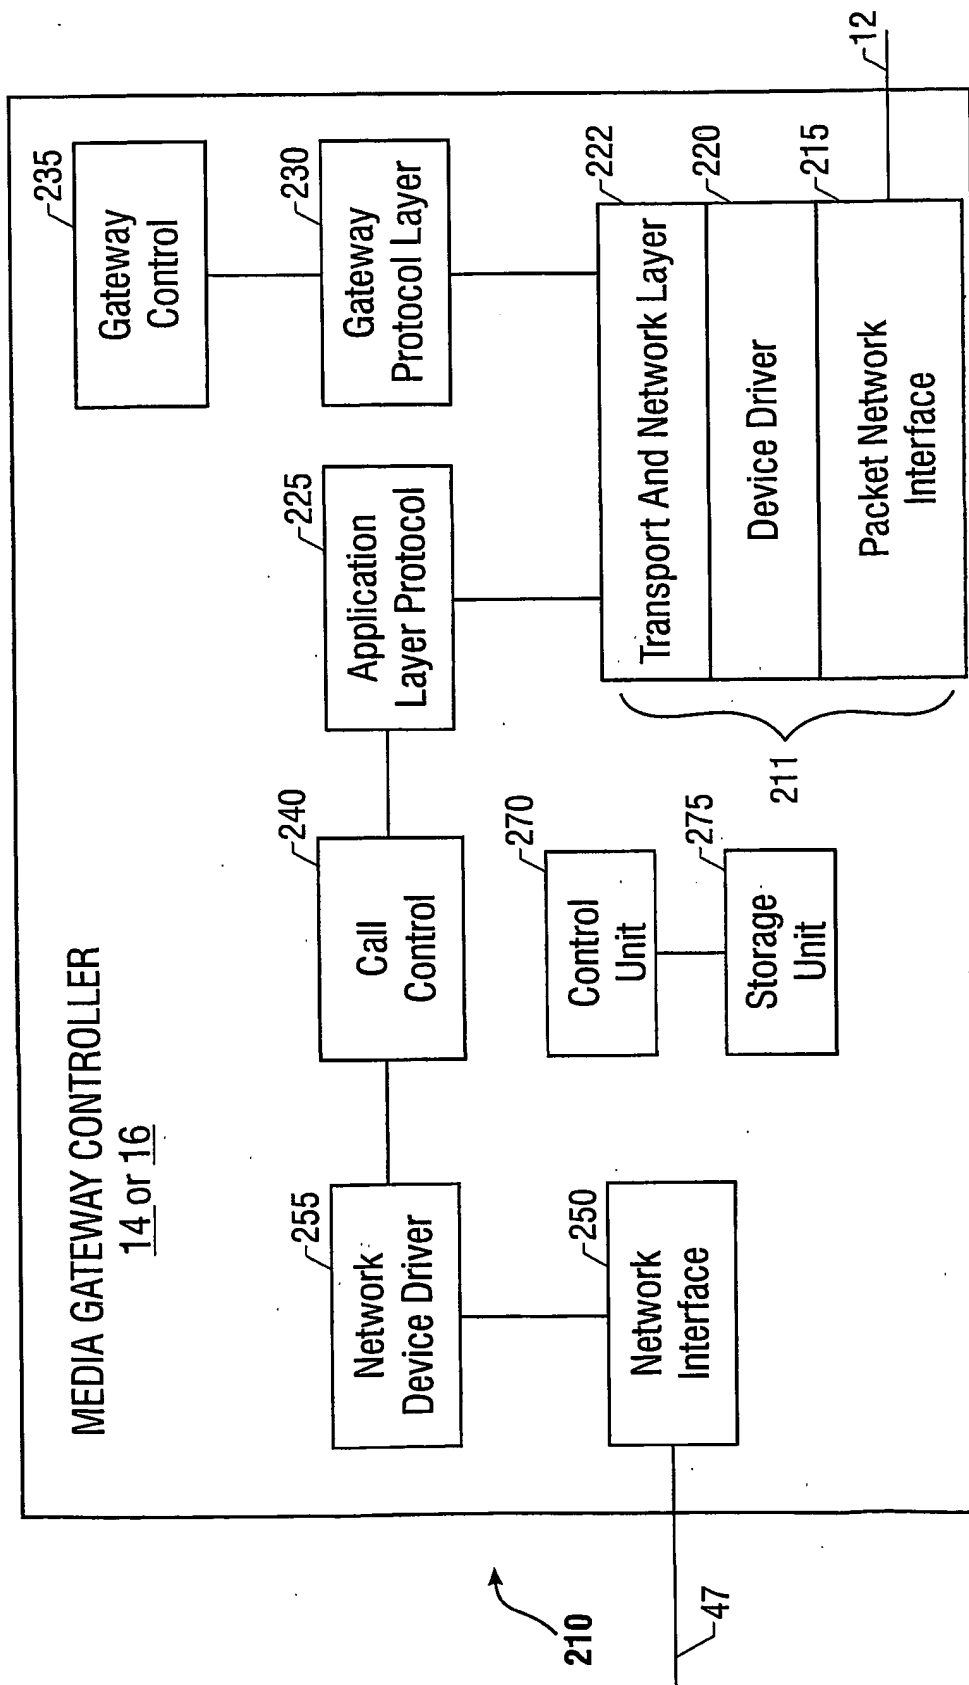 MEDIA GATEWAY CONTROLLER
14 or 16
210
47
255
Network
Device Driver
250
Network
Interface
240
Call
Control
270
Control
Unit
275
Storage
Unit
225
Application
Layer Protocol
235
Gateway
Control
230
Gateway
Protocol Layer
222
Transport And Network Layer
220
Device Driver
215
Packet Network
Interface
211
12